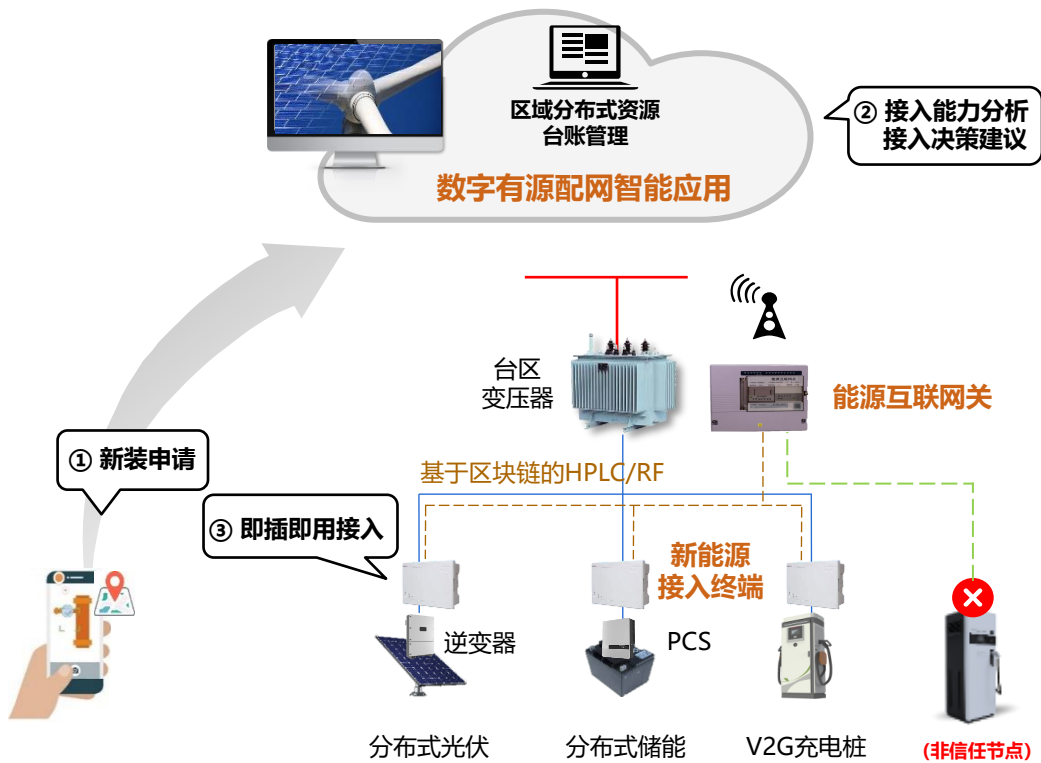 区域分布式资源
台账管理
数字有源配网智能应用
② 接入能力分析
接入决策建议
台区
变压器
能源互联网关
① 新装申请
基于区块链的HPLC/RF
③ 即插即用接入
新能源
接入终端
逆变器
PCS
分布式光伏
分布式储能
V2G充电桩
(非信任节点)